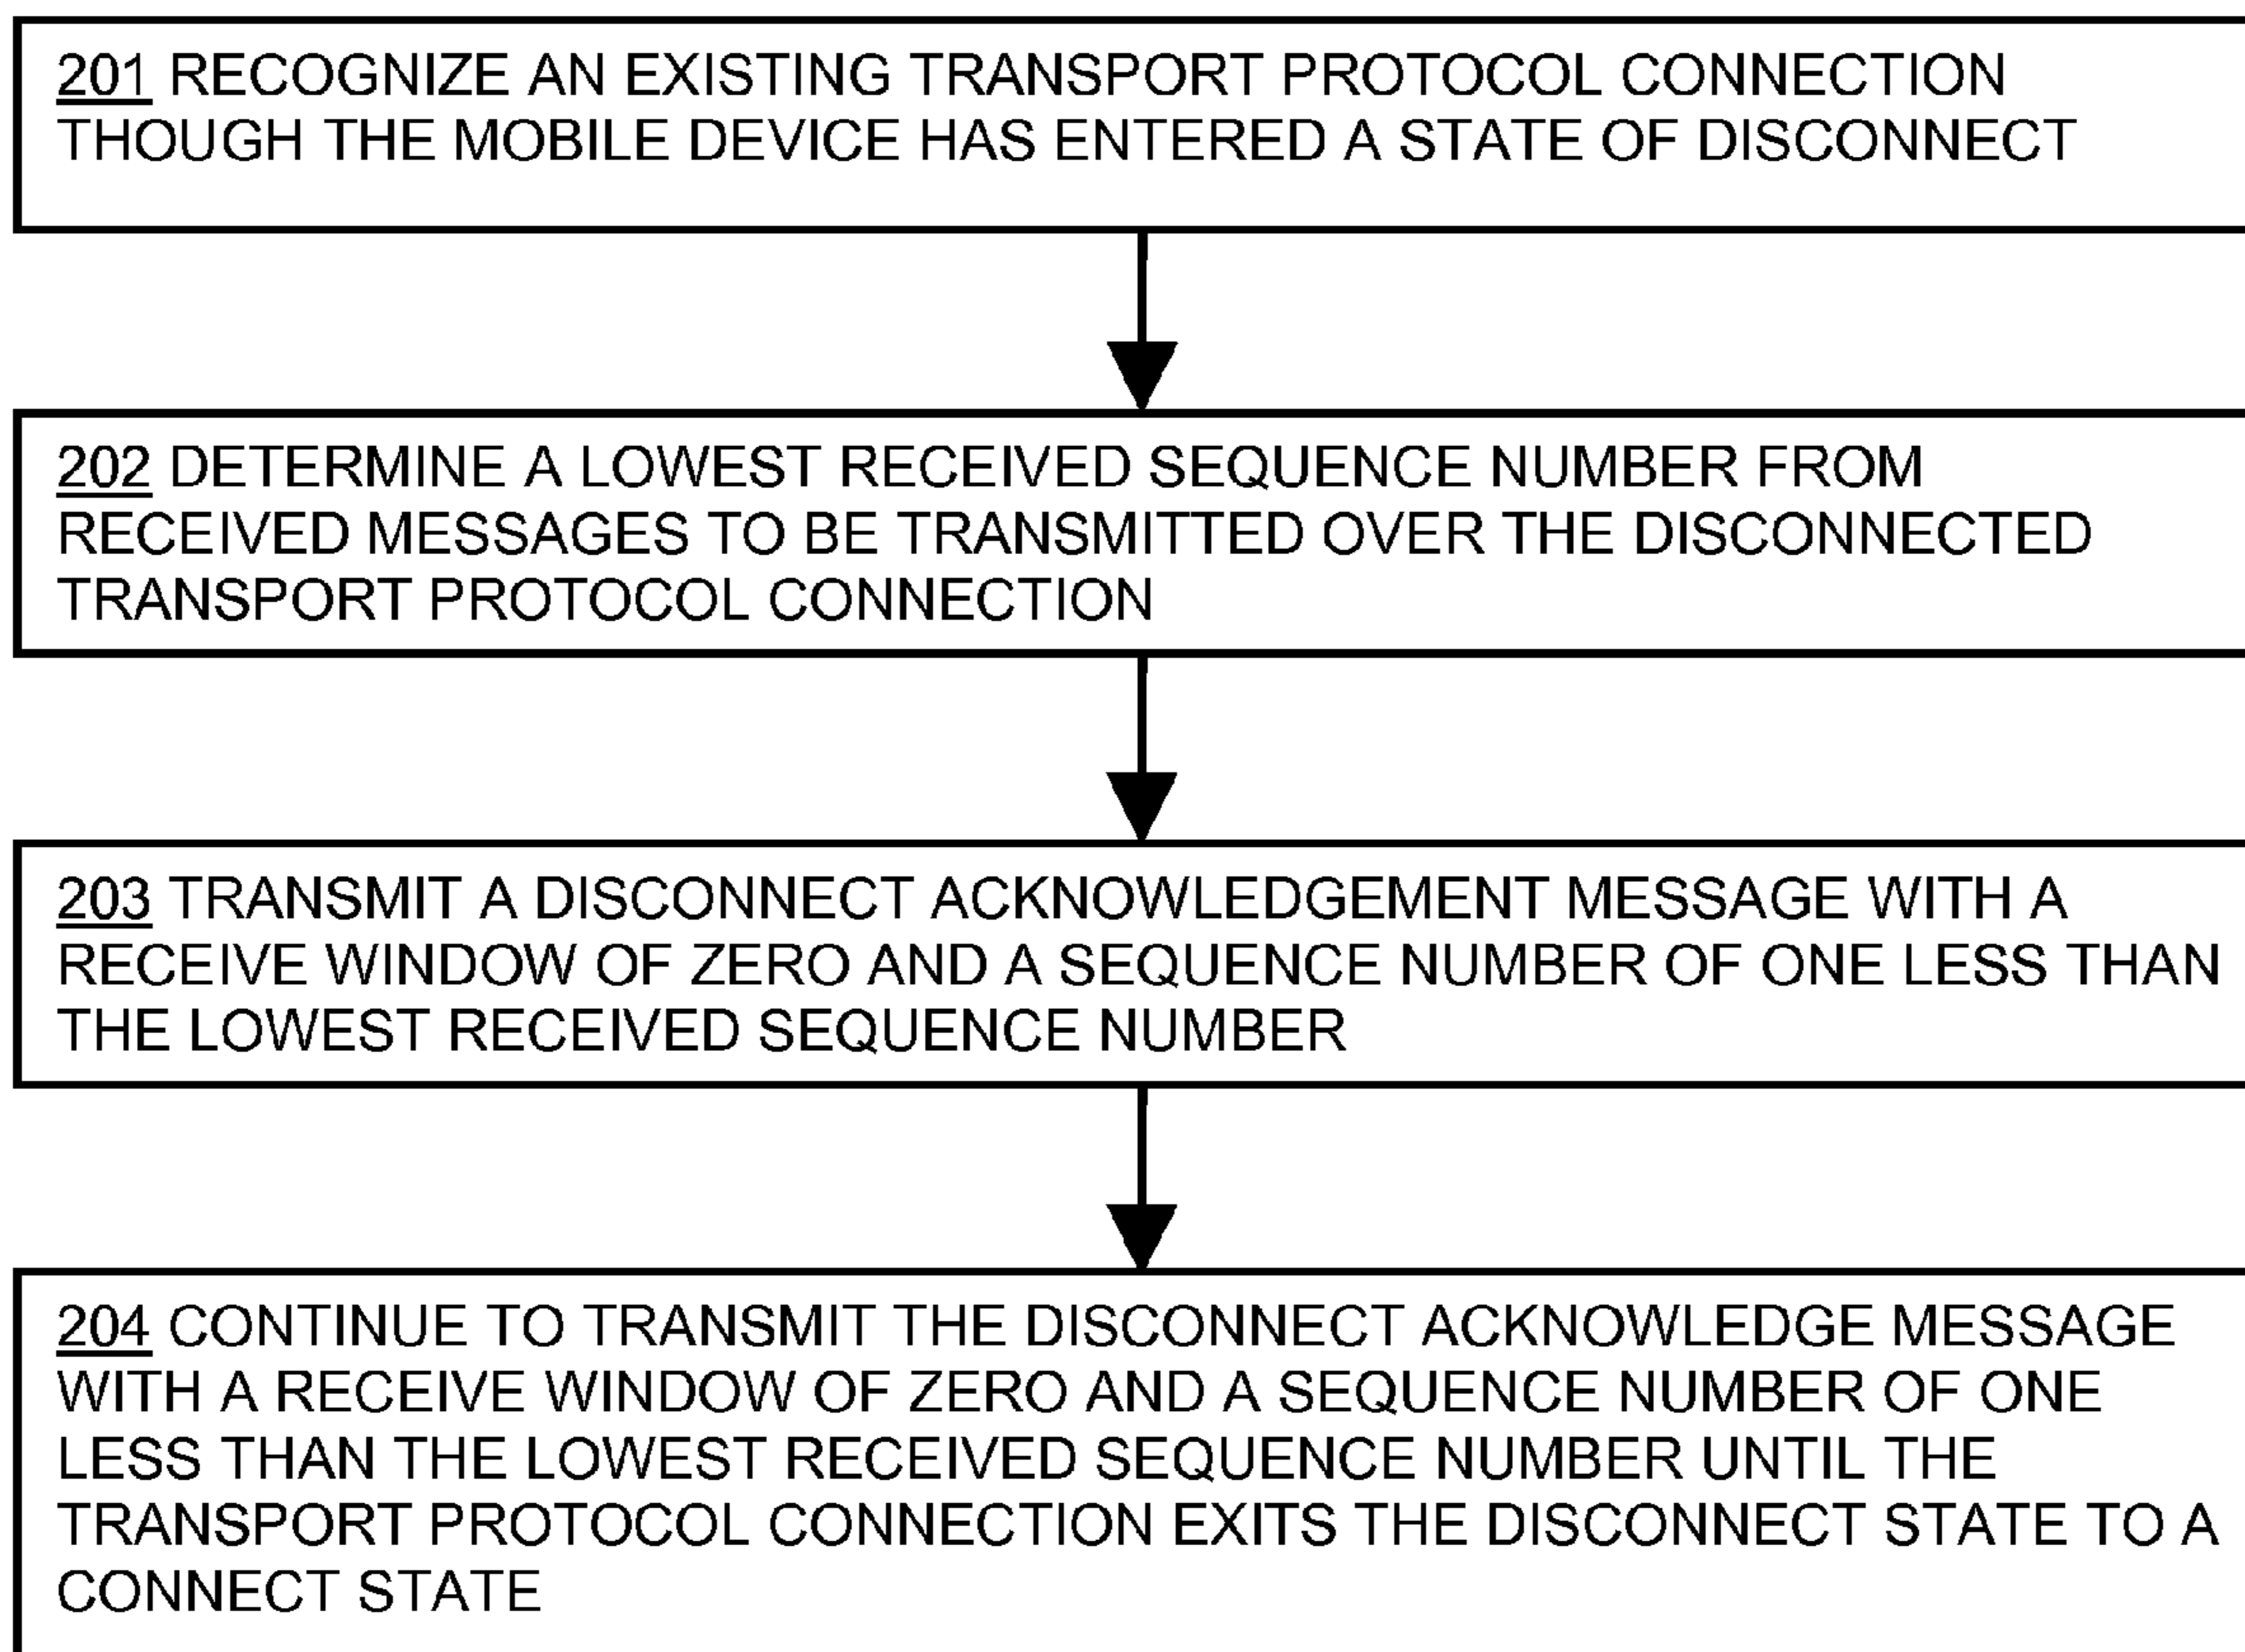 201 RECOGNIZE AN EXISTING TRANSPORT PROTOCOL CONNECTION
THOUGH THE MOBILE DEVICE HAS ENTERED A STATE OF DISCONNECT
202 DETERMINE A LOWEST RECEIVED SEQUENCE NUMBER FROM
RECEIVED MESSAGES TO BE TRANSMITTED OVER THE DISCONNECTED
TRANSPORT PROTOCOL CONNECTION
203 TRANSMIT A DISCONNECT ACKNOWLEDGEMENT MESSAGE WITH A
RECEIVE WINDOW OF ZERO AND A SEQUENCE NUMBER OF ONE LESS THAN
THE LOWEST RECEIVED SEQUENCE NUMBER
204 CONTINUE TO TRANSMIT THE DISCONNECT ACKNOWLEDGE MESSAGE
WITH A RECEIVE WINDOW OF ZERO AND A SEQUENCE NUMBER OF ONE
LESS THAN THE LOWEST RECEIVED SEQUENCE NUMBER UNTIL THE
TRANSPORT PROTOCOL CONNECTION EXITS THE DISCONNECT STATE TO A
CONNECT STATE